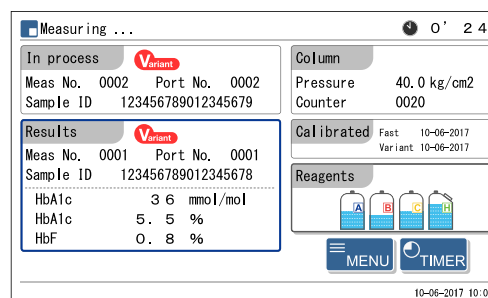 Measuring ...
0' 24
In process Variant
Meas No. 0002 Port No. 0002
Sample ID 123456789012345679
Results Variant
Meas No. 0001 Port No. 0001
Sample ID 123456789012345678
HbA1c 36 mmol/mol
HbA1c 5.5 %
HbF 0.8 %
Column
Pressure 40.0 kg/cm2
Counter 0020
Calibrated Fast 10-06-2017
Variant 10-06-2017
Reagents
A B C H
MENU TIMER
10-06-2017 10:0